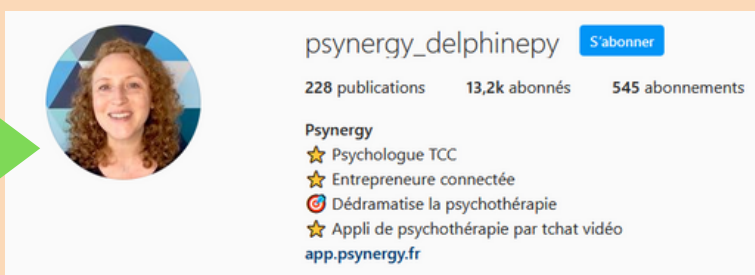 psynergy_delphinepy S'abonner
228 publications 13,2k abonnés 545 abonnements
Psynergy
⭐ Psychologue TCC
⭐ Entrepreneure connectée
🎯 Dédramatise la psychothérapie
⭐ Appli de psychothérapie par tchat vidéo
app.psynergy.fr